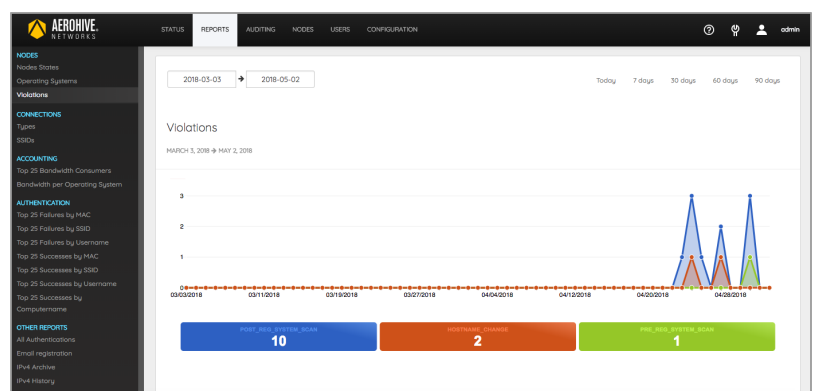 AEROHIVE
NETWORKS
STATUS REPORTS AUDITING NODES USERS CONFIGURATION
admin
NODES
Nodes States
Operating Systems
Violations
CONNECTIONS
Types
SSIDs
ACCOUNTING
Top 25 Bandwidth Consumers
Bandwidth per Operating System
AUTHENTICATION
Top 25 Failures by MAC
Top 25 Failures by SSID
Top 25 Failures by Username
Top 25 Successes by MAC
Top 25 Successes by SSID
Top 25 Successes by Username
Top 25 Successes by
Computername
OTHER REPORTS
All Authentications
Email registration
IPv4 Archive
IPv4 History
2018-03-03 → 2018-05-02
Today 7 days 30 days 60 days 90 days
Violations
MARCH 3, 2018 → MAY 2, 2018
3
2
1
0
03/03/2018 03/11/2018 03/19/2018 03/27/2018 04/04/2018 04/12/2018 04/20/2018 04/28/2018
POST_REG_SYSTEM_SCAN
10
HOSTNAME_CHANGE
2
PRE_REG_SYSTEM_SCAN
1